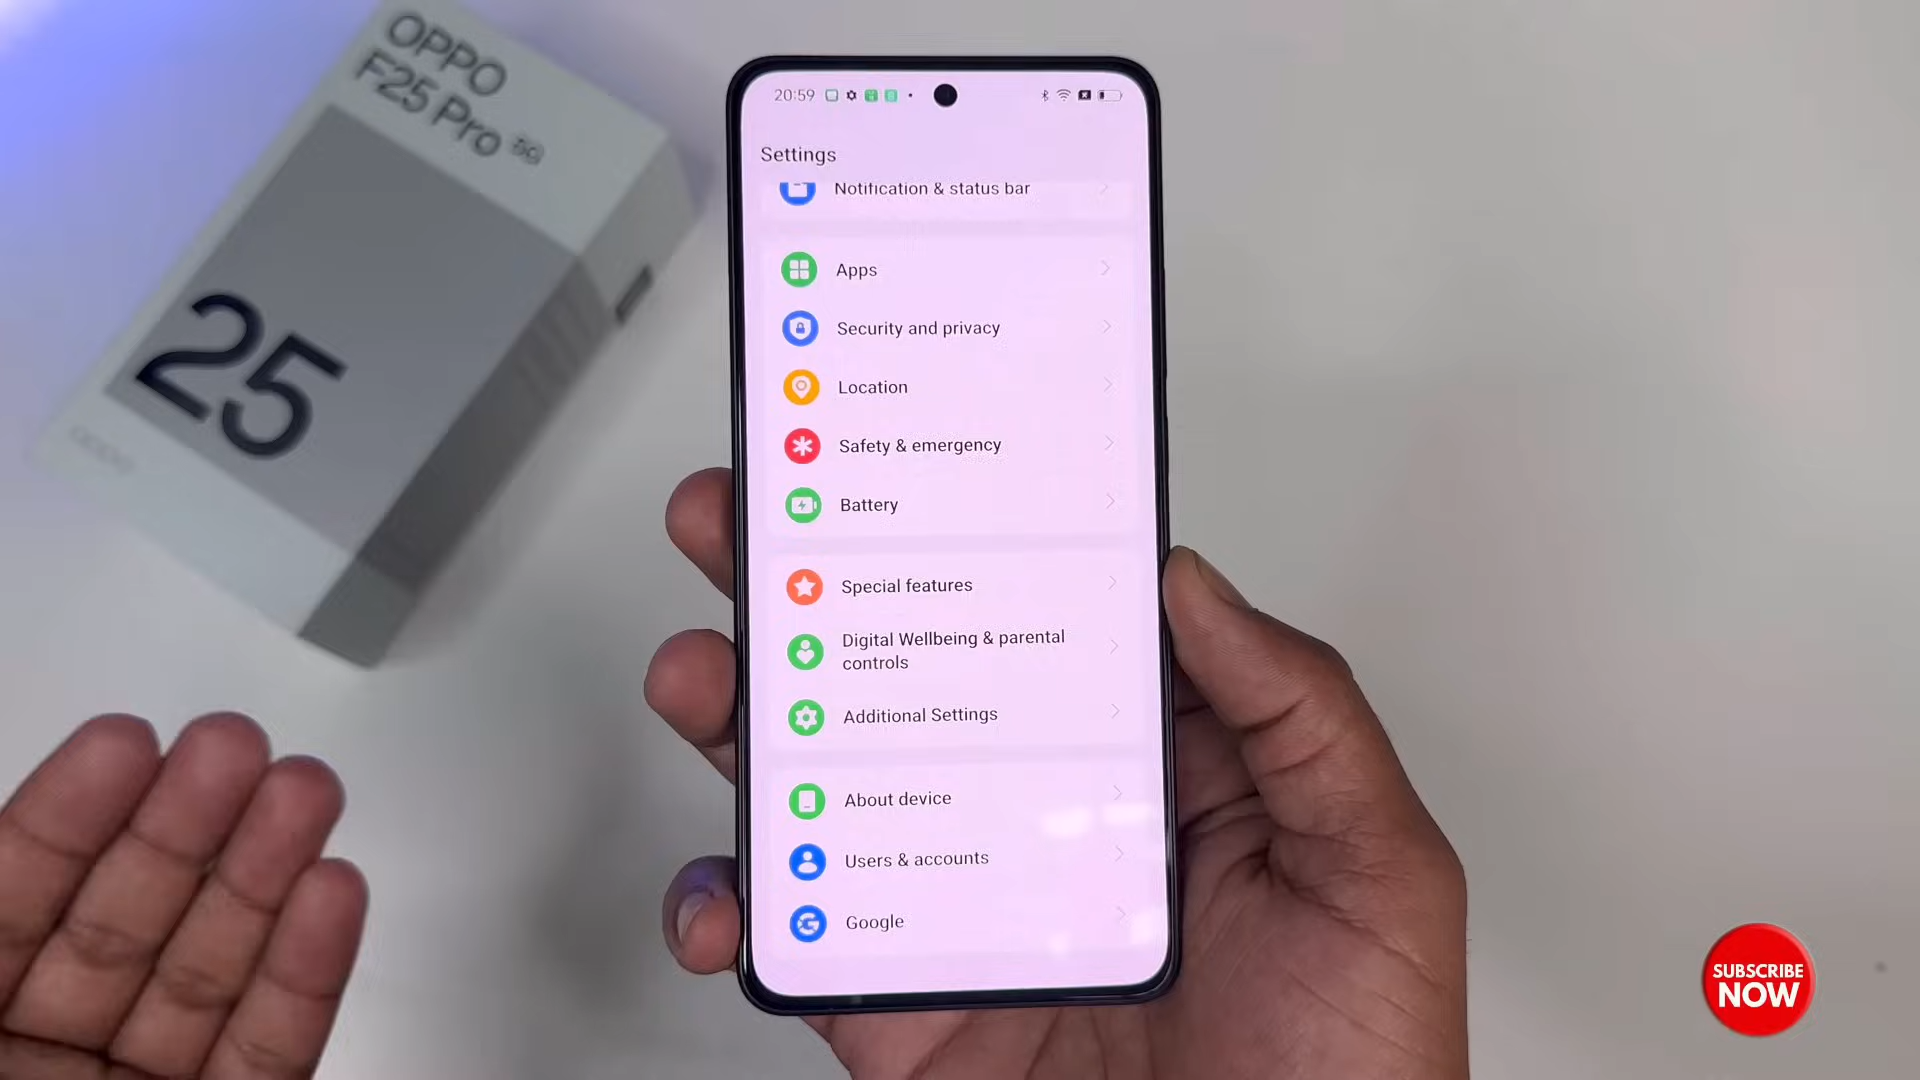 OPPO
F25 Pro 5G
25
20:59
Settings
Notification & status bar
Apps
Security and privacy
Location
Safety & emergency
Battery
Special features
Digital Wellbeing & parental
controls
Additional Settings
About device
Users & accounts
Google
SUBSCRIBE
NOW